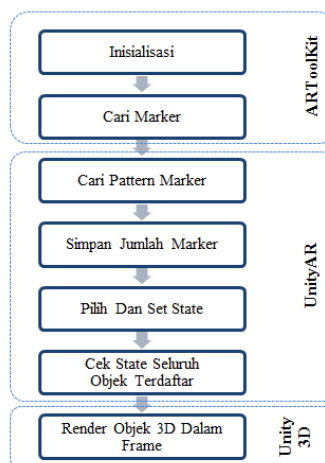 Inisialisasi
Cari Marker
ARToolKit
Cari Pattern Marker
Simpan Jumlah Marker
Pilih Dan Set State
Cek State Seluruh
Objek Terdaftar
UnityAR
Render Objek 3D Dalam
Frame
Unity
3D